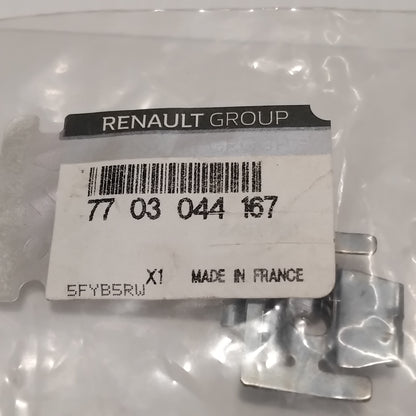 RENAULT GROUP
77 03 044 167
X1 MADE IN FRANCE
5FYB5RW